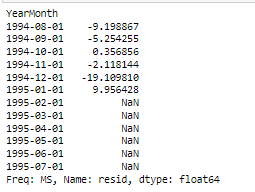 YearMonth
1994-08-01 -9.198867
1994-09-01 -5.254255
1994-10-01 0.356856
1994-11-01 -2.118144
1994-12-01 -19.109810
1995-01-01 9.956428
1995-02-01 NaN
1995-03-01 NaN
1995-04-01 NaN
1995-05-01 NaN
1995-06-01 NaN
1995-07-01 NaN
Freq: MS, Name: resid, dtype: float64